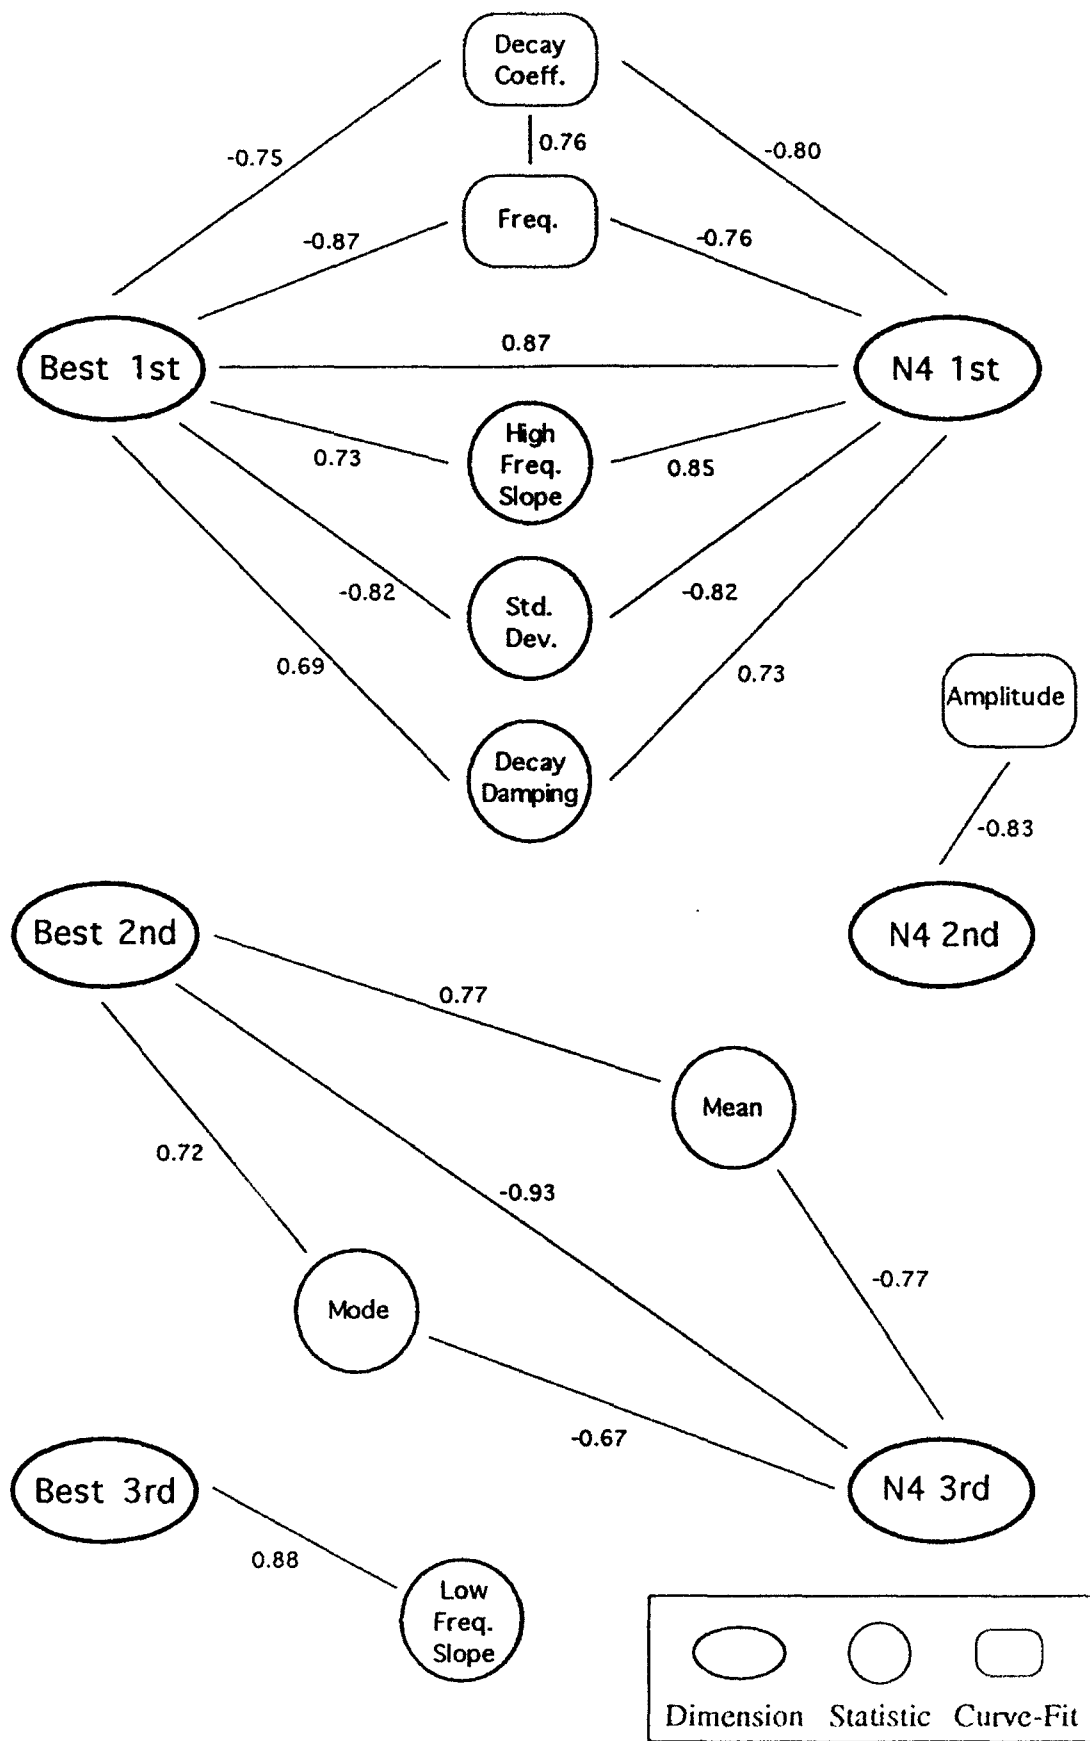 Decay
Coeff.
0.76
-0.75
-0.80
Freq.
-0.87
-0.76
0.87
Best 1st
N4 1st
High
Freq.
Slope
0.73
0.85
Std.
Dev.
-0.82
-0.82
0.69
0.73
Decay
Damping
Amplitude
-0.83
Best 2nd
N4 2nd
0.77
Mean
0.72
-0.93
-0.77
Mode
-0.67
Best 3rd
N4 3rd
0.88
Low
Freq.
Slope
Dimension Statistic Curve-Fit